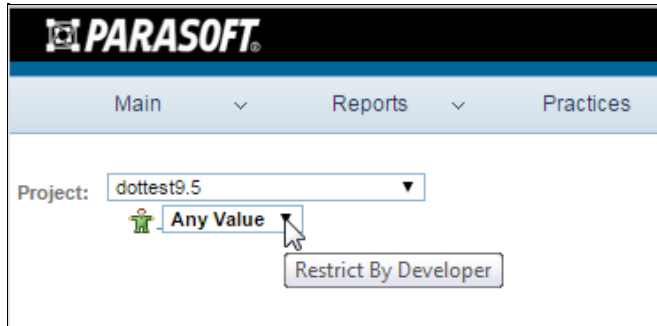 PARASOFT®
Main Reports Practices
Project: dottest9.5
Any Value
Restrict By Developer